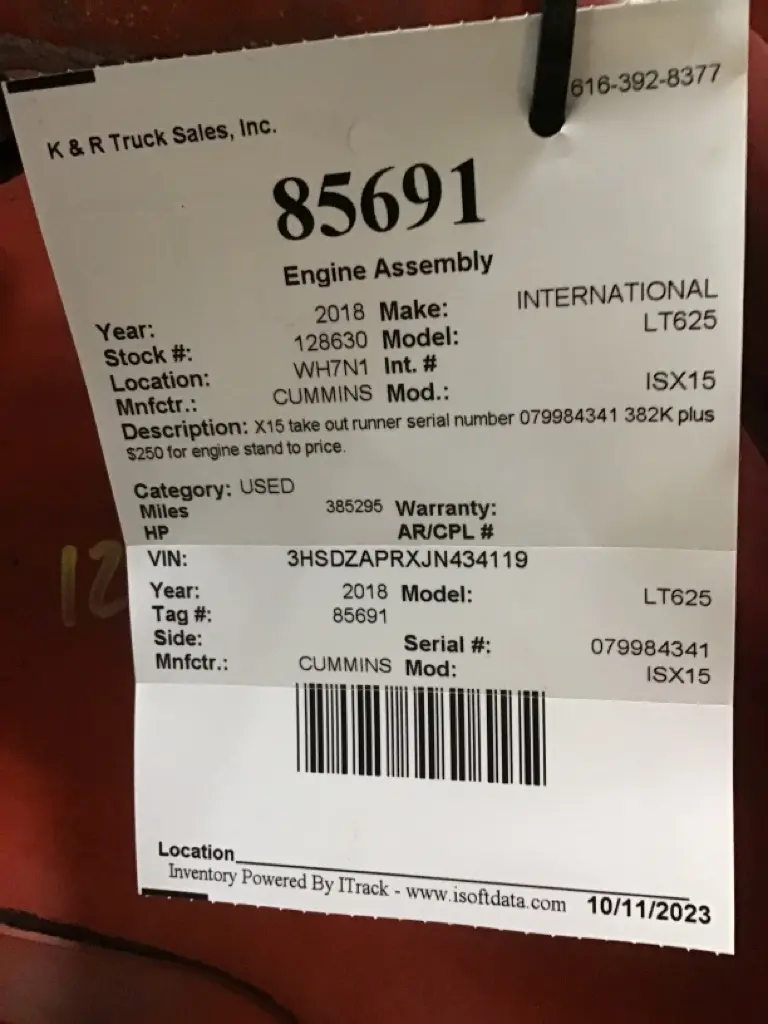 616-392-8377
K & R Truck Sales, Inc.
85691
Engine Assembly
Year: 2018 Make: INTERNATIONAL
Stock #: 128630 Model: LT625
Location: WH7N1 Int. #
Mnfctr.: CUMMINS Mod.: ISX15
Description: X15 take out runner serial number 079984341 382K plus
$250 for engine stand to price.
Category: USED
Miles 385295 Warranty:
HP AR/CPL #
VIN: 3HSDZAPRXJN434119
Year: 2018 Model: LT625
Tag #: 85691
Side: Serial #: 079984341
Mnfctr.: CUMMINS Mod: ISX15
Location
Inventory Powered By ITrack - www.isoftdata.com 10/11/2023
12